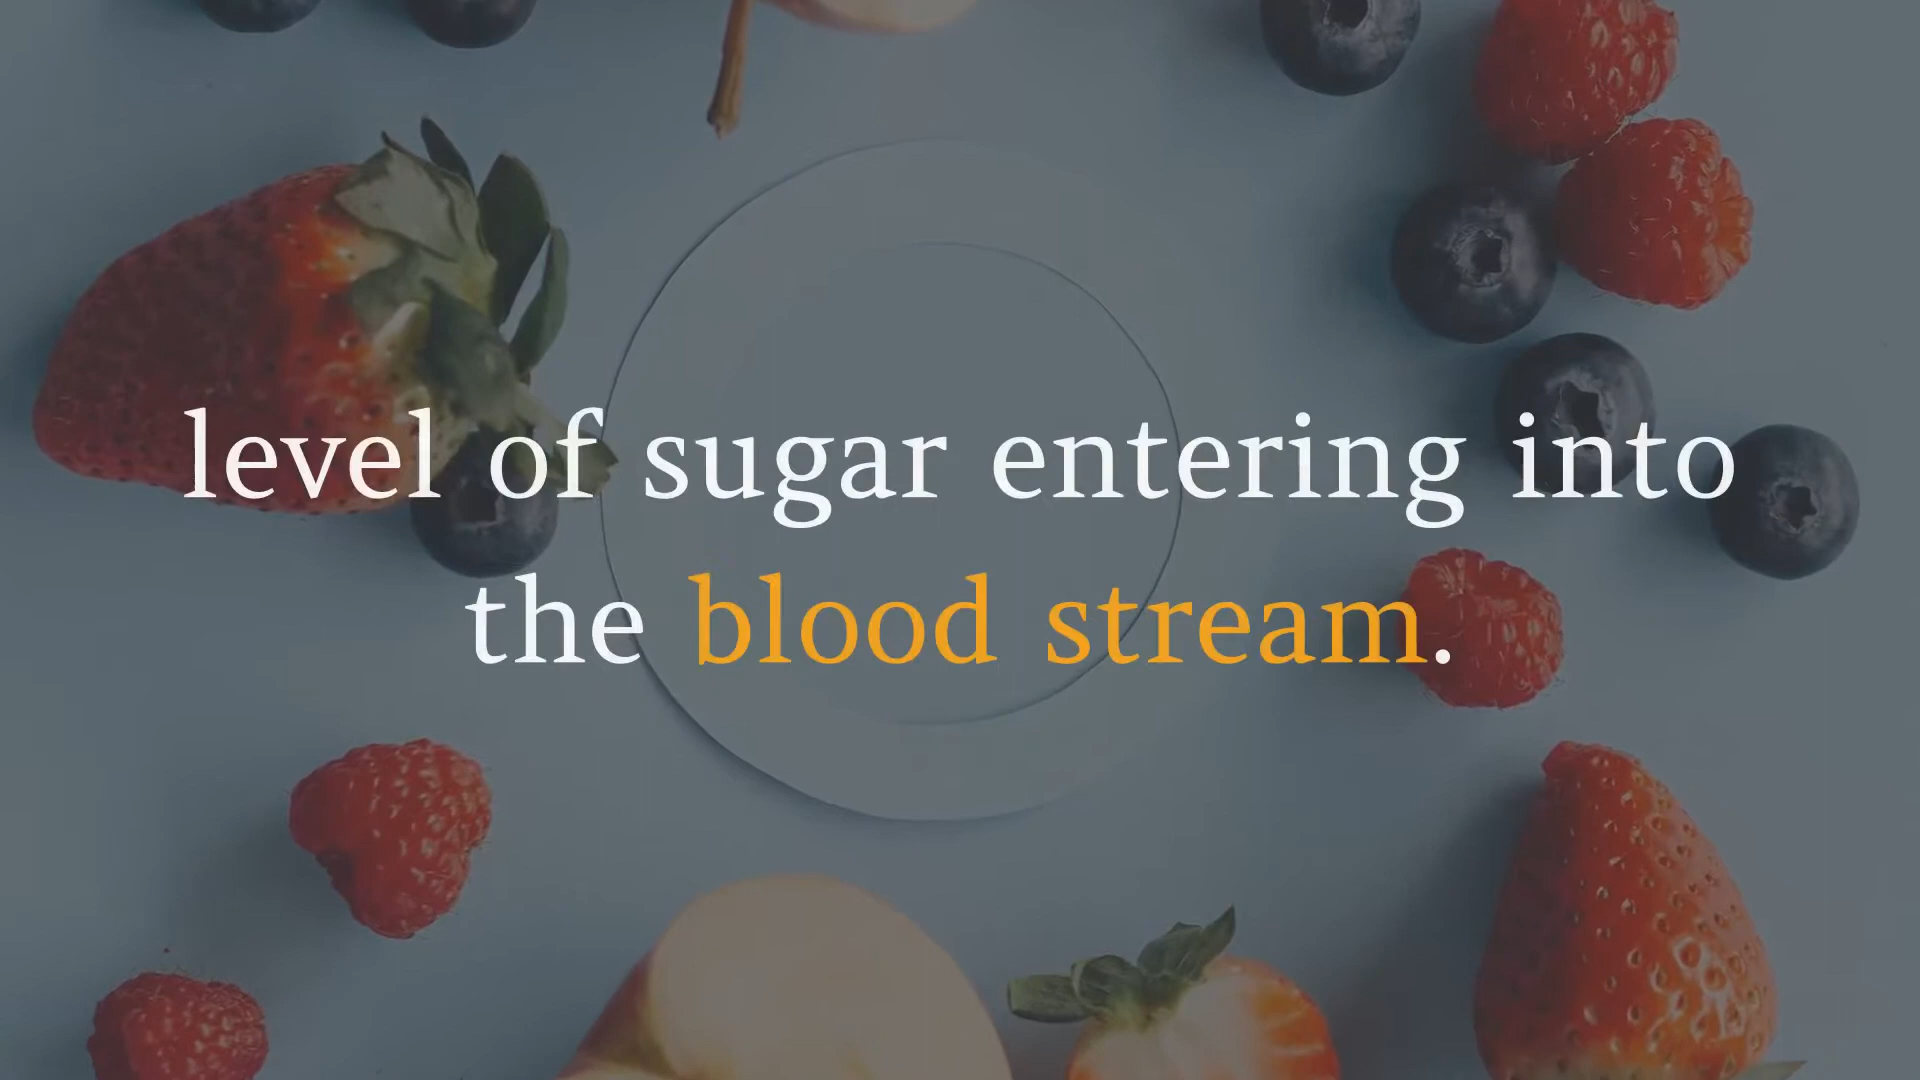 level of sugar entering into
the blood stream.